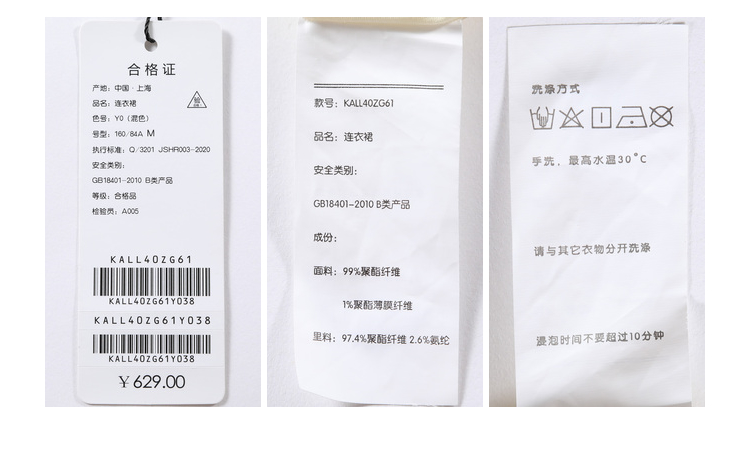 合格证
产地：中国·上海
品名：连衣裙
色号：Y0（混色）
号型：160/84A M
执行标准：Q/3201 JSHR003-2020
安全类别：
GB18401-2010 B类产品
等级：合格品
检验员：A005
KALL40ZG61
KALL40ZG61Y038
KALL40ZG61Y038
KALL40ZG61Y038
￥629.00
款号：KALL40ZG61
品名：连衣裙
安全类别：
GB18401-2010 B类产品
成份：
面料：99%聚酯纤维
1%聚酯薄膜纤维
里料：97.4%聚酯纤维 2.6%氨纶
洗涤方式
手洗，最高水温30°C
请与其它衣物分开洗涤
浸泡时间不要超过10分钟